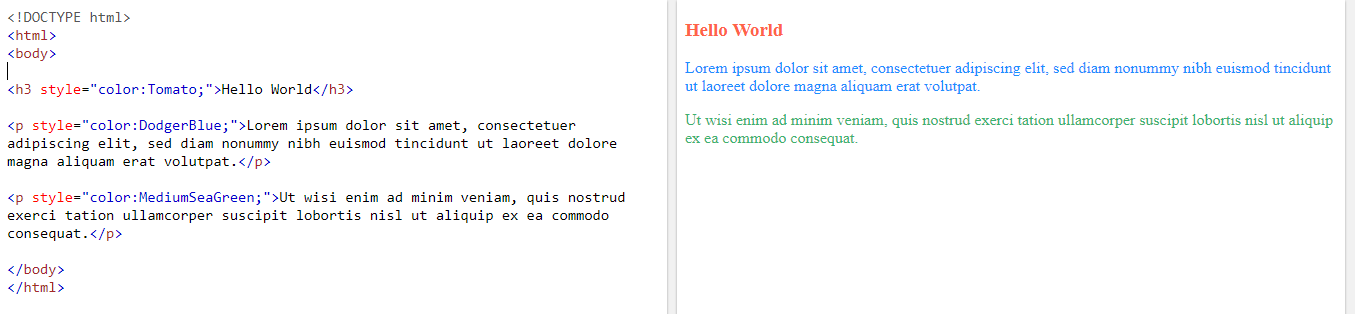 <!DOCTYPE html>
<html>
<body>
<h3 style="color:Tomato;">Hello World</h3>
<p style="color:DodgerBlue;">Lorem ipsum dolor sit amet, consectetuer
adipiscing elit, sed diam nonummy nibh euismod tincidunt ut laoreet dolore
magna aliquam erat volutpat.</p>
<p style="color:MediumSeaGreen;">Ut wisi enim ad minim veniam, quis nostrud
exerci tation ullamcorper suscipit lobortis nisl ut aliquip ex ea commodo
consequat.</p>
</body>
</html>
Hello World
Lorem ipsum dolor sit amet, consectetuer adipiscing elit, sed diam nonummy nibh euismod tincidunt
ut laoreet dolore magna aliquam erat volutpat.
Ut wisi enim ad minim veniam, quis nostrud exerci tation ullamcorper suscipit lobortis nisl ut aliquip
ex ea commodo consequat.